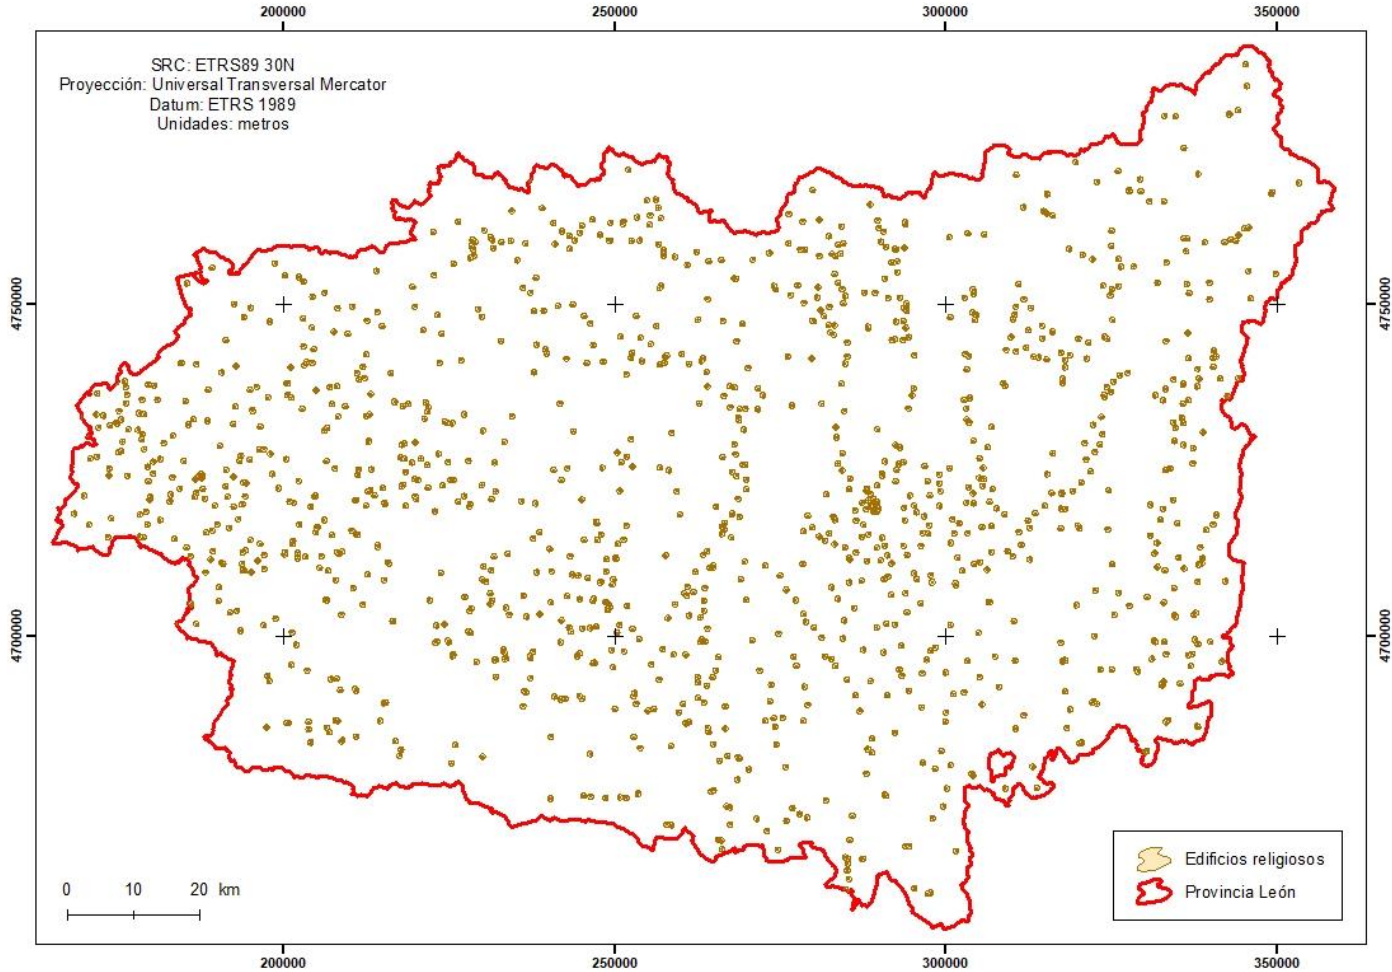 200000 250000 300000 350000
SRC: ETRS89 30N
Proyección: Universal Transversal Mercator
Datum: ETRS 1989
Unidades: metros
4750000 4750000
4700000 4700000
Edificios religiosos
Provincia León
0 10 20 km
200000 250000 300000 350000